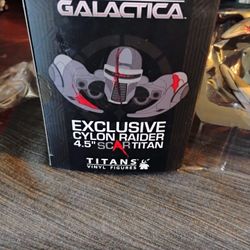 GALACTICA
EXCLUSIVE
CYLON RAIDER
4.5" SCAR TITAN
TITANS
VINYL FIGURES